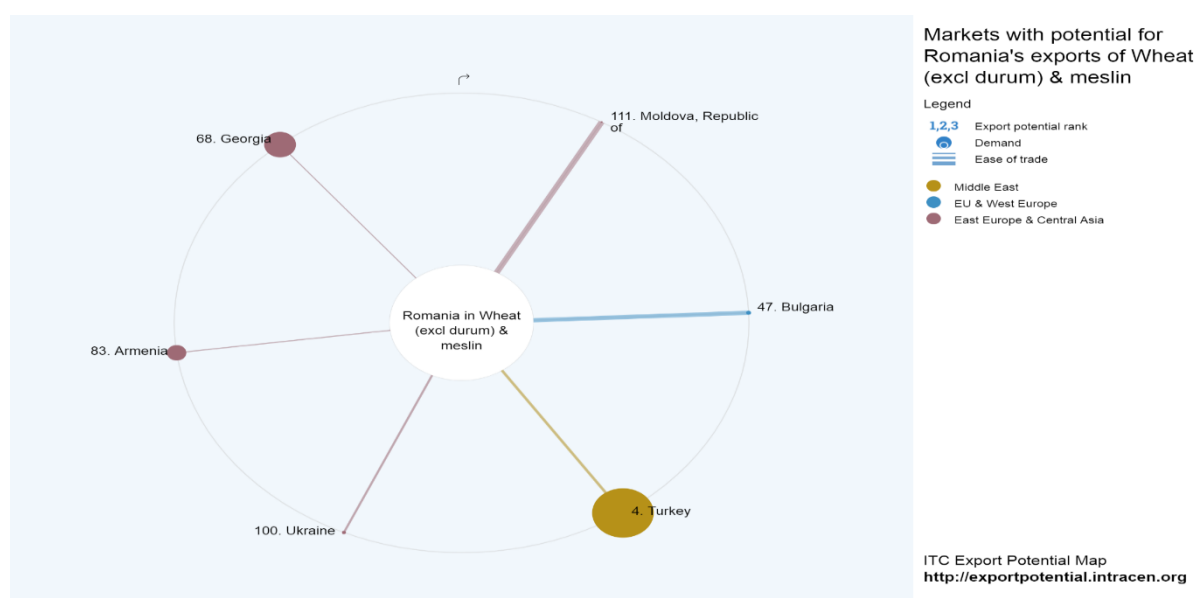 Markets with potential for
Romania's exports of Wheat
(excl durum) & meslin
Legend
1,2,3 Export potential rank
Demand
Ease of trade
Middle East
EU & West Europe
East Europe & Central Asia
111. Moldova, Republic
of
68. Georgia
47. Bulgaria
Romania in Wheat
(excl durum) &
meslin
83. Armenia
4. Turkey
100. Ukraine
ITC Export Potential Map
http://exportpotential.intracen.org